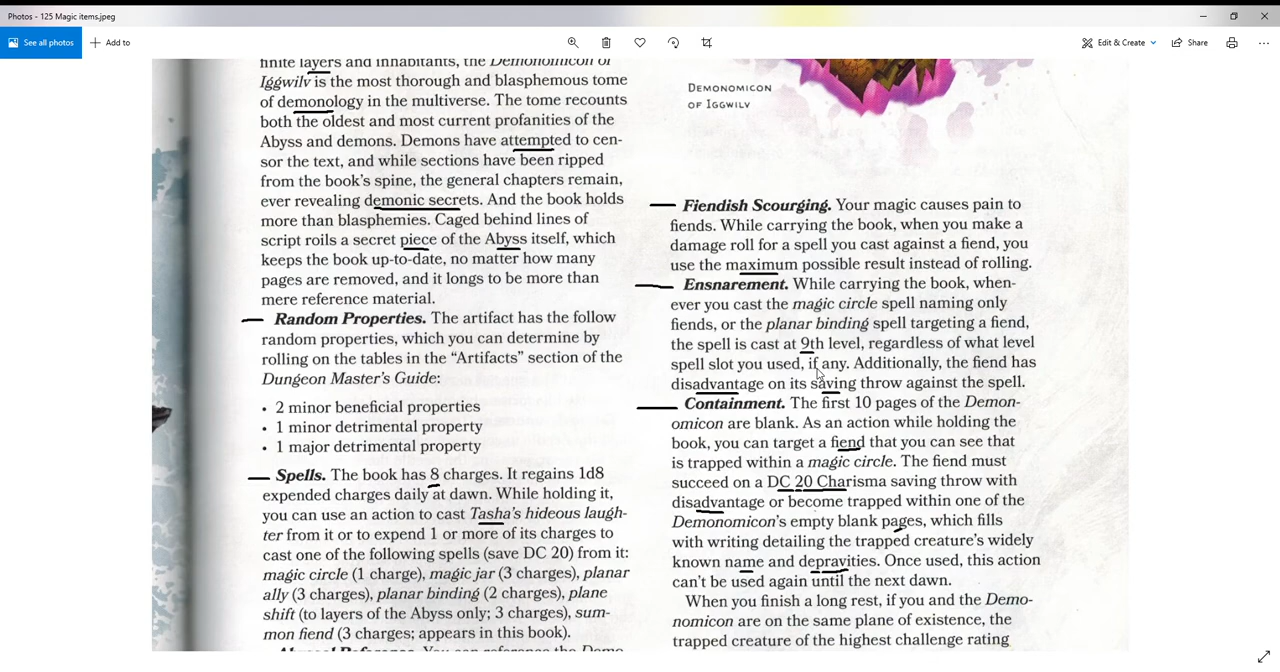 Photos - 125 Magic items.jpeg
See all photos
Add to
Edit & Create
Share
finite layers and inhabitants, the Demonomicon of
Iggwilv is the most thorough and blasphemous tome
of demonology in the multiverse. The tome recounts
both the oldest and most current profanities of the
Abyss and demons. Demons have attempted to cen-
sor the text, and while sections have been ripped
from the book's spine, the general chapters remain,
ever revealing demonic secrets. And the book holds
more than blasphemies. Caged behind lines of
script roils a secret piece of the Abyss itself, which
keeps the book up-to-date, no matter how many
pages are removed, and it longs to be more than
mere reference material.
Random Properties. The artifact has the follow
random properties, which you can determine by
rolling on the tables in the "Artifacts" section of the
Dungeon Master's Guide:
• 2 minor beneficial properties
• 1 minor detrimental property
• 1 major detrimental property
Spells. The book has 8 charges. It regains 1d8
expended charges daily at dawn. While holding it,
you can use an action to cast Tasha's hideous laugh-
ter from it or to expend 1 or more of its charges to
cast one of the following spells (save DC 20) from it:
magic circle (1 charge), magic jar (3 charges), planar
ally (3 charges), planar binding (2 charges), plane
shift (to layers of the Abyss only; 3 charges), sum-
mon fiend (3 charges; appears in this book).
Abyssal Reference. You can reference the Demo-
DEMONOMICON
OF IGGWILV
Fiendish Scourging. Your magic causes pain to
fiends. While carrying the book, when you make a
damage roll for a spell you cast against a fiend, you
use the maximum possible result instead of rolling.
Ensnarement. While carrying the book, when-
ever you cast the magic circle spell naming only
fiends, or the planar binding spell targeting a fiend,
the spell is cast at 9th level, regardless of what level
spell slot you used, if any. Additionally, the fiend has
disadvantage on its saving throw against the spell.
Containment. The first 10 pages of the Demon-
omicon are blank. As an action while holding the
book, you can target a fiend that you can see that
is trapped within a magic circle. The fiend must
succeed on a DC 20 Charisma saving throw with
disadvantage or become trapped within one of the
Demonomicon's empty blank pages, which fills
with writing detailing the trapped creature's widely
known name and depravities. Once used, this action
can't be used again until the next dawn.
When you finish a long rest, if you and the Demo-
nomicon are on the same plane of existence, the
trapped creature of the highest challenge rating